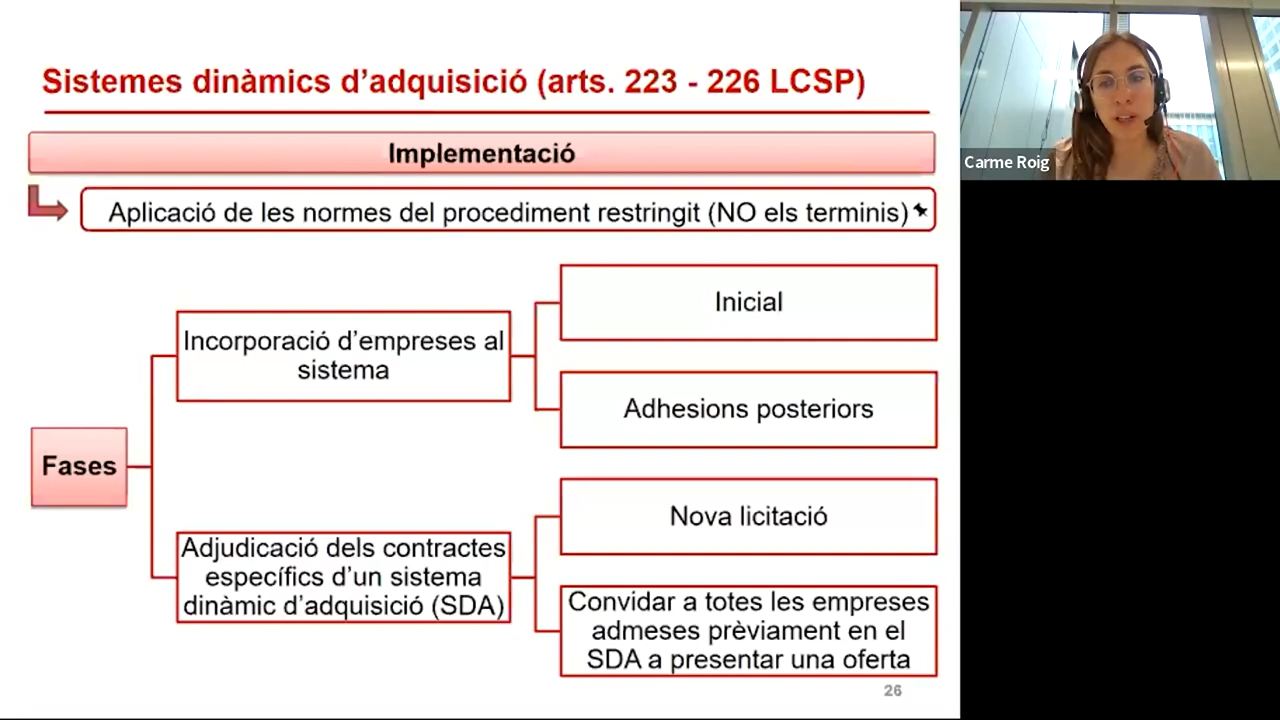 Sistemes dinàmics d’adquisició (arts. 223 - 226 LCSP)
Implementació
Aplicació de les normes del procediment restringit (NO els terminis)
Fases
Incorporació d’empreses al
sistema
Inicial
Adhesions posteriors
Adjudicació dels contractes
específics d’un sistema
dinàmic d’adquisició (SDA)
Nova licitació
Convidar a totes les empreses
admeses prèviament en el
SDA a presentar una oferta
26
Carme Roig